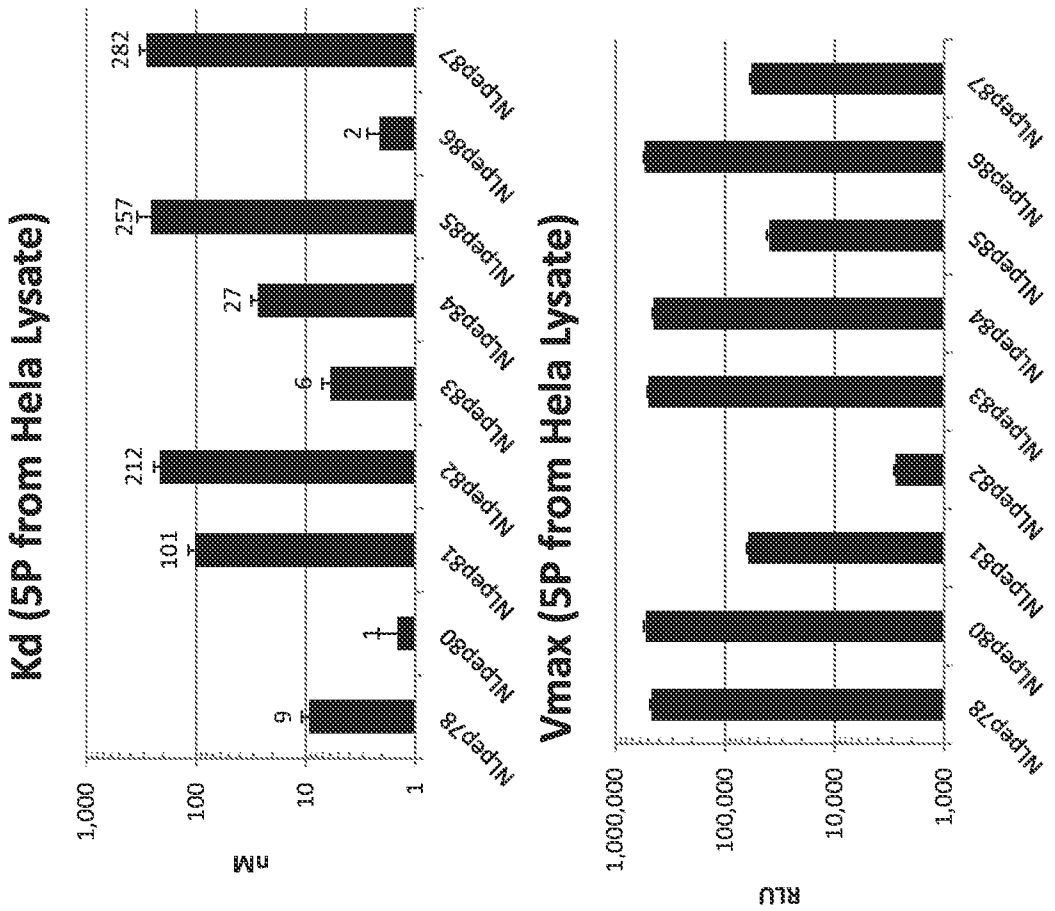 Kd (5P from Hela Lysate)
1,000
100
10
1
nM
9
1
101
212
6
27
257
2
282
NLpep78
NLpep80
NLpep81
NLpep82
NLpep83
NLpep84
NLpep85
NLpep86
NLpep87
Vmax (5P from Hela Lysate)
1,000,000
100,000
10,000
1,000
RLU
NLpep78
NLpep80
NLpep81
NLpep82
NLpep83
NLpep84
NLpep85
NLpep86
NLpep87